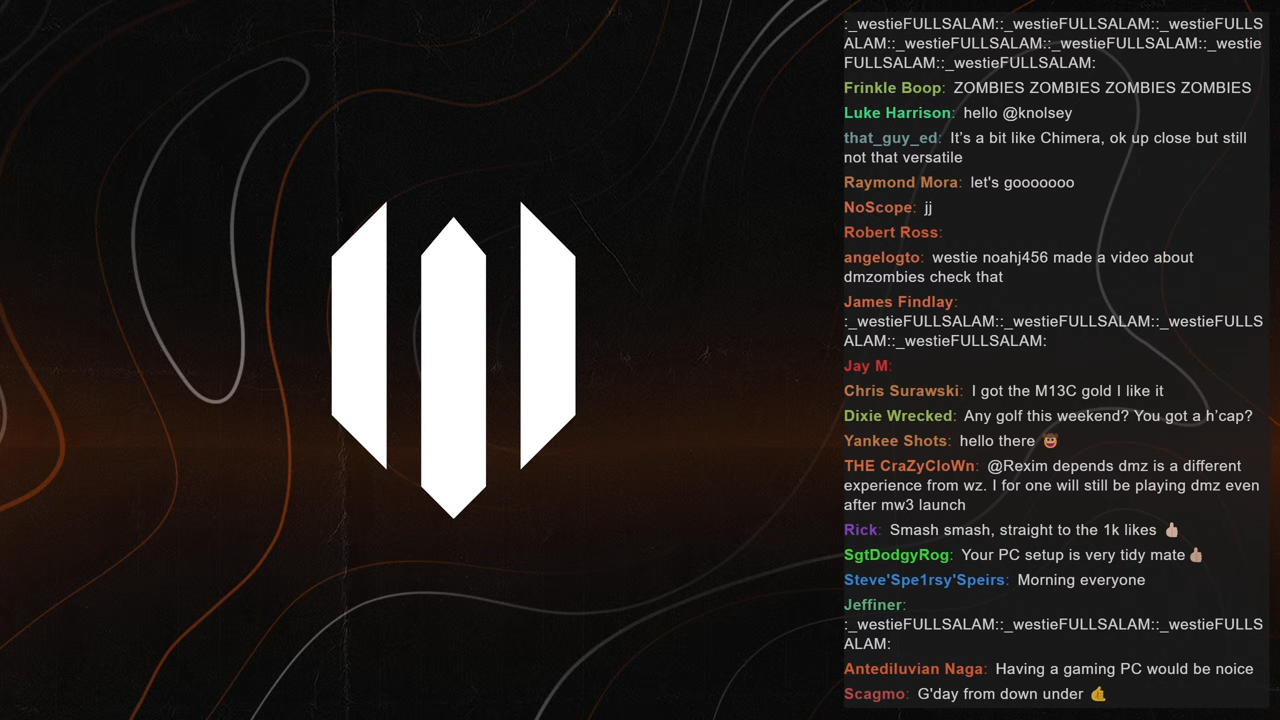 :_westieFULLSALAM::_westieFULLSALAM::_westieFULLS
ALAM::_westieFULLSALAM::_westieFULLSALAM::_westie
FULLSALAM::_westieFULLSALAM:
Frinkle Boop: ZOMBIES ZOMBIES ZOMBIES ZOMBIES
Luke Harrison: hello @knolsey
that_guy_ed: It’s a bit like Chimera, ok up close but still
not that versatile
Raymond Mora: let's gooooooo
NoScope: jj
Robert Ross:
angelogto: westie noahj456 made a video about
dmzombies check that
James Findlay:
:_westieFULLSALAM::_westieFULLSALAM::_westieFULLS
ALAM::_westieFULLSALAM:
Jay M:
Chris Surawski: I got the M13C gold I like it
Dixie Wrecked: Any golf this weekend? You got a h’cap?
Yankee Shots: hello there 🤠
THE CraZyCloWn: @Rexim depends dmz is a different
experience from wz. I for one will still be playing dmz even
after mw3 launch
Rick: Smash smash, straight to the 1k likes 👍🏼
SgtDodgyRog: Your PC setup is very tidy mate👍🏼
Steve'Spe1rsy'Speirs: Morning everyone
Jeffiner:
:_westieFULLSALAM::_westieFULLSALAM::_westieFULLS
ALAM:
Antediluvian Naga: Having a gaming PC would be noice
Scagmo: G'day from down under 🤙